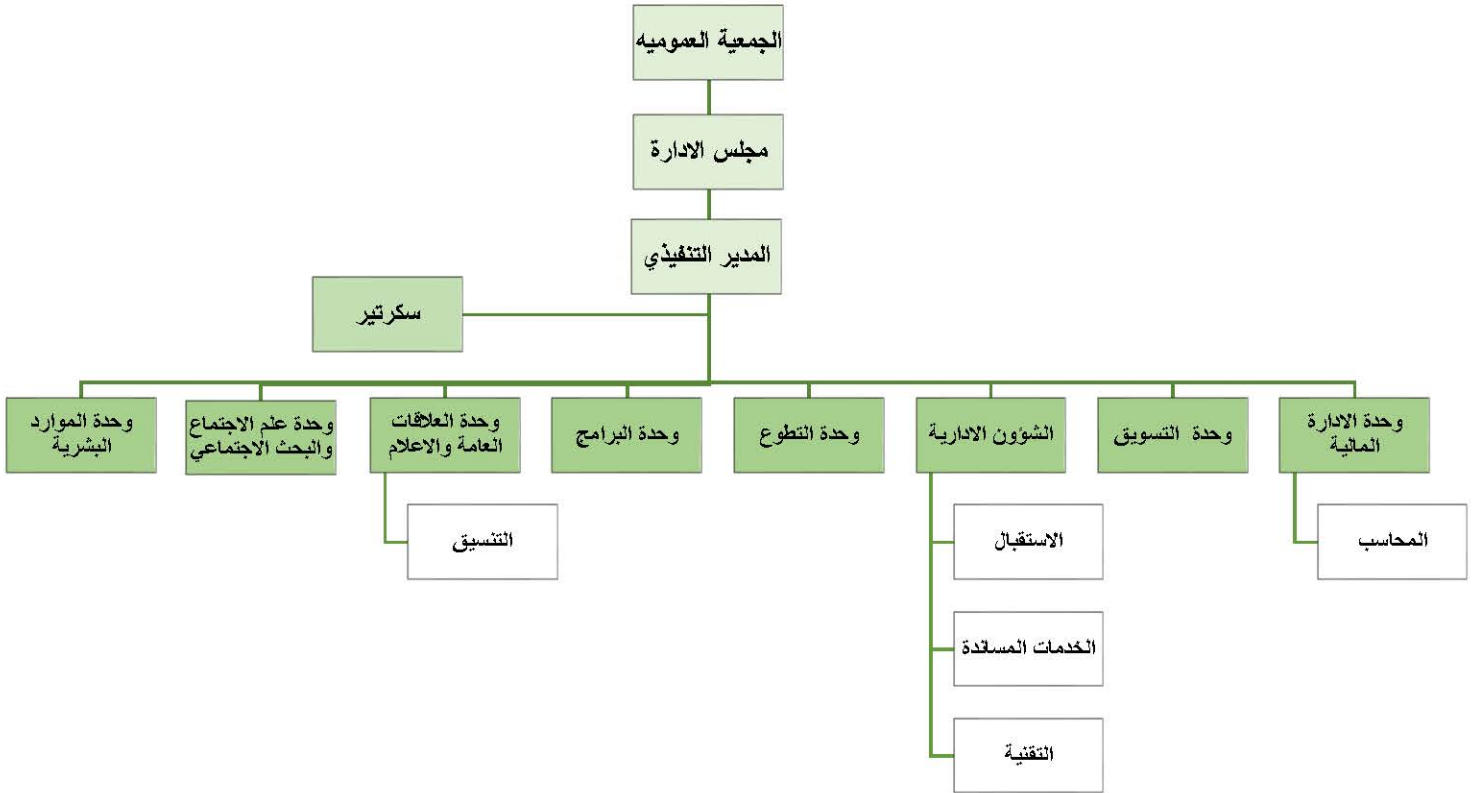 الجمعية العموميه
مجلس الادارة
المدير التنفيذي
سكرتير
وحدة الادارة
المالية
وحدة التسويق
الشؤون الادارية
وحدة التطوع
وحدة البرامج
وحدة العلاقات
العامة والاعلام
وحدة علم الاجتماع
والبحث الاجتماعي
وحدة الموارد
البشرية
المحاسب
الاستقبال
التنسيق
الخدمات المساندة
التقنية